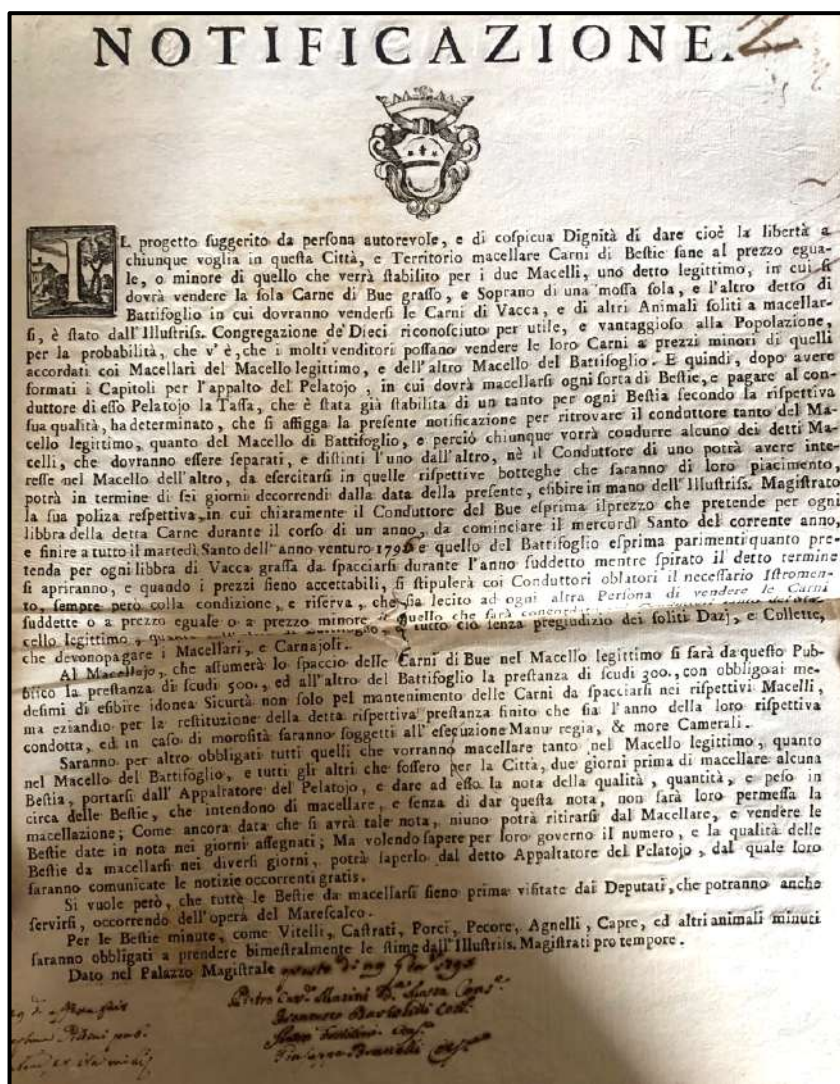 NOTIFICAZIONE.
IL progetto suggerito da persona autorevole, e di cospicua Dignità di dare cioè la libertà a
chiunque voglia in questa Città, e Territorio macellare Carni di Bestie sane al prezzo egua-
le, o minore di quello che verrà stabilito per i due Macelli, uno detto legittimo, in cui si
dovrà vendere la sola Carne di Bue grasso, e Soprano di una mossa sola, e l'altro detto di
Battifoglio in cui dovranno vendersi le Carni di Vacca, e di altri Animali soliti a macellar-
si, è stato dall'Illustriss. Congregazione de' Dieci riconosciuto per utile, e vantaggioso alla Popolazione,
per la probabilità, che v'è, che i molti venditori possano vendere le loro Carni a prezzi minori di quelli
accordati coi Macellari del Macello legittimo, e dell'altro Macello del Battifoglio. E quindi, dopo avere
formati i Capitoli per l'appalto del Pelatojo, in cui dovrà macellarsi ogni sorta di Bestie, e pagare al con-
duttore di esso Pelatojo la Tassa, che è stata già stabilita di un tanto per ogni Bestia secondo la rispettiva
sua qualità, ha determinato, che si affigga la presente notificazione per ritrovare il conduttore tanto del Ma-
cello legittimo, quanto del Macello di Battifoglio, e perciò chiunque vorrà condurre alcuno dei detti Ma-
celli, che dovranno essere separati, e distinti l'uno dall'altro, nè il Conduttore di uno potrà avere inte-
resse nel Macello dell'altro, da esercitarsi in quelle rispettive botteghe che saranno di loro piacimento,
potrà in termine di sei giorni decorrendi dalla data della presente, esibire in mano dell'Illustriss. Magistrato
la sua poliza respettiva, in cui chiaramente il Conduttore del Bue esprima il prezzo che pretende per ogni
libbra della detta Carne durante il corso di un anno, da cominciare il mercordì Santo del corrente anno,
e finire a tutto il martedì Santo dell'anno venturo 1796 e quello del Battifoglio esprima parimenti quanto pre-
tenda per ogni libbra di Vacca grassa da spacciarsi durante l'anno suddetto mentre spirato il detto termine
si apriranno, e quando i prezzi sieno accettabili, si stipulerà coi Conduttori oblatori il necessario Istromen-
to, sempre però colla condizione, e riserva, che sia lecito ad ogni altra Persona di vendere le Carni
suddette o a prezzo eguale o a prezzo minore quello che sarà
cello legittimo, tutto ciò senza pregiudizio dei soliti Dazj, e Collette,
che devono pagare i Macellari, e Carnajoli.
Al Macellajo, che assumerà lo spaccio delle Carni di Bue nel Macello legittimo si farà da questo Pub-
blico la prestanza di scudi 500., ed all'altro del Battifoglio la prestanza di scudi 300., con obbligo ai me-
desimi di esibire idonea Sicurtà non solo pel mantenimento delle Carni da spacciarsi nei rispettivi Macelli,
ma eziandio per la restituzione della detta rispettiva prestanza finito che sia l'anno della loro rispettiva
condotta, ed in caso di morosità saranno soggetti all'esecuzione Manu regia, & more Camerali.
Saranno per altro obbligati tutti quelli che vorranno macellare tanto nel Macello legittimo, quanto
nel Macello del Battifoglio, e tutti gli altri che fossero per la Città, due giorni prima di macellare alcuna
Bestia, portarsi dall'Appaltatore del Pelatojo, e dare ad esso la nota della qualità, quantità, e peso in
circa delle Bestie, che intendono di macellare, e senza di dar questa nota, non sarà loro permessa la
macellazione; Come ancora data che si avrà tale nota, niuno potrà ritirarsi dal Macellare, e vendere le
Bestie date in nota nei giorni assegnati; Ma volendo sapere per loro governo il numero, e la qualità delle
Bestie da macellarsi nei diversi giorni, potrà saperlo dal detto Appaltatore del Pelatojo, dal quale loro
saranno comunicate le notizie occorrenti gratis.
Si vuole però, che tutte le Bestie da macellarsi sieno prima visitate dai Deputati, che potranno anche
servirsi, occorrendo dell'opera del Marescalco.
Per le Bestie minute, come Vitelli, Castrati, Porci, Pecore, Agnelli, Capre, ed altri animali minuti
saranno obbligati a prendere bimestralmente le stime dall'Illustriss. Magistrati pro tempore.
Dato nel Palazzo Magistrale